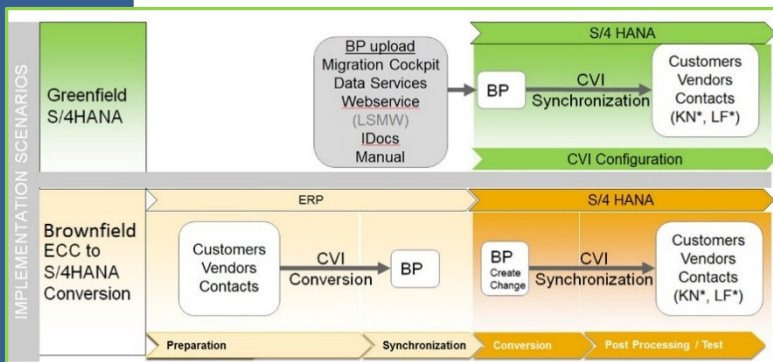 IMPLEMENTATION SCENARIOS
Greenfield
S/4HANA
BP upload
Migration Cockpit
Data Services
Webservice
(LSMW)
IDocs
Manual
S/4 HANA
BP
CVI
Synchronization
Customers
Vendors
Contacts
(KN*, LF*)
CVI Configuration
Brownfield
ECC to
S/4HANA
Conversion
ERP
Customers
Vendors
Contacts
CVI
Conversion
BP
S/4 HANA
BP
Create
Change
CVI
Synchronization
Customers
Vendors
Contacts
(KN*, LF*)
Preparation
Synchronization
Conversion
Post Processing / Test